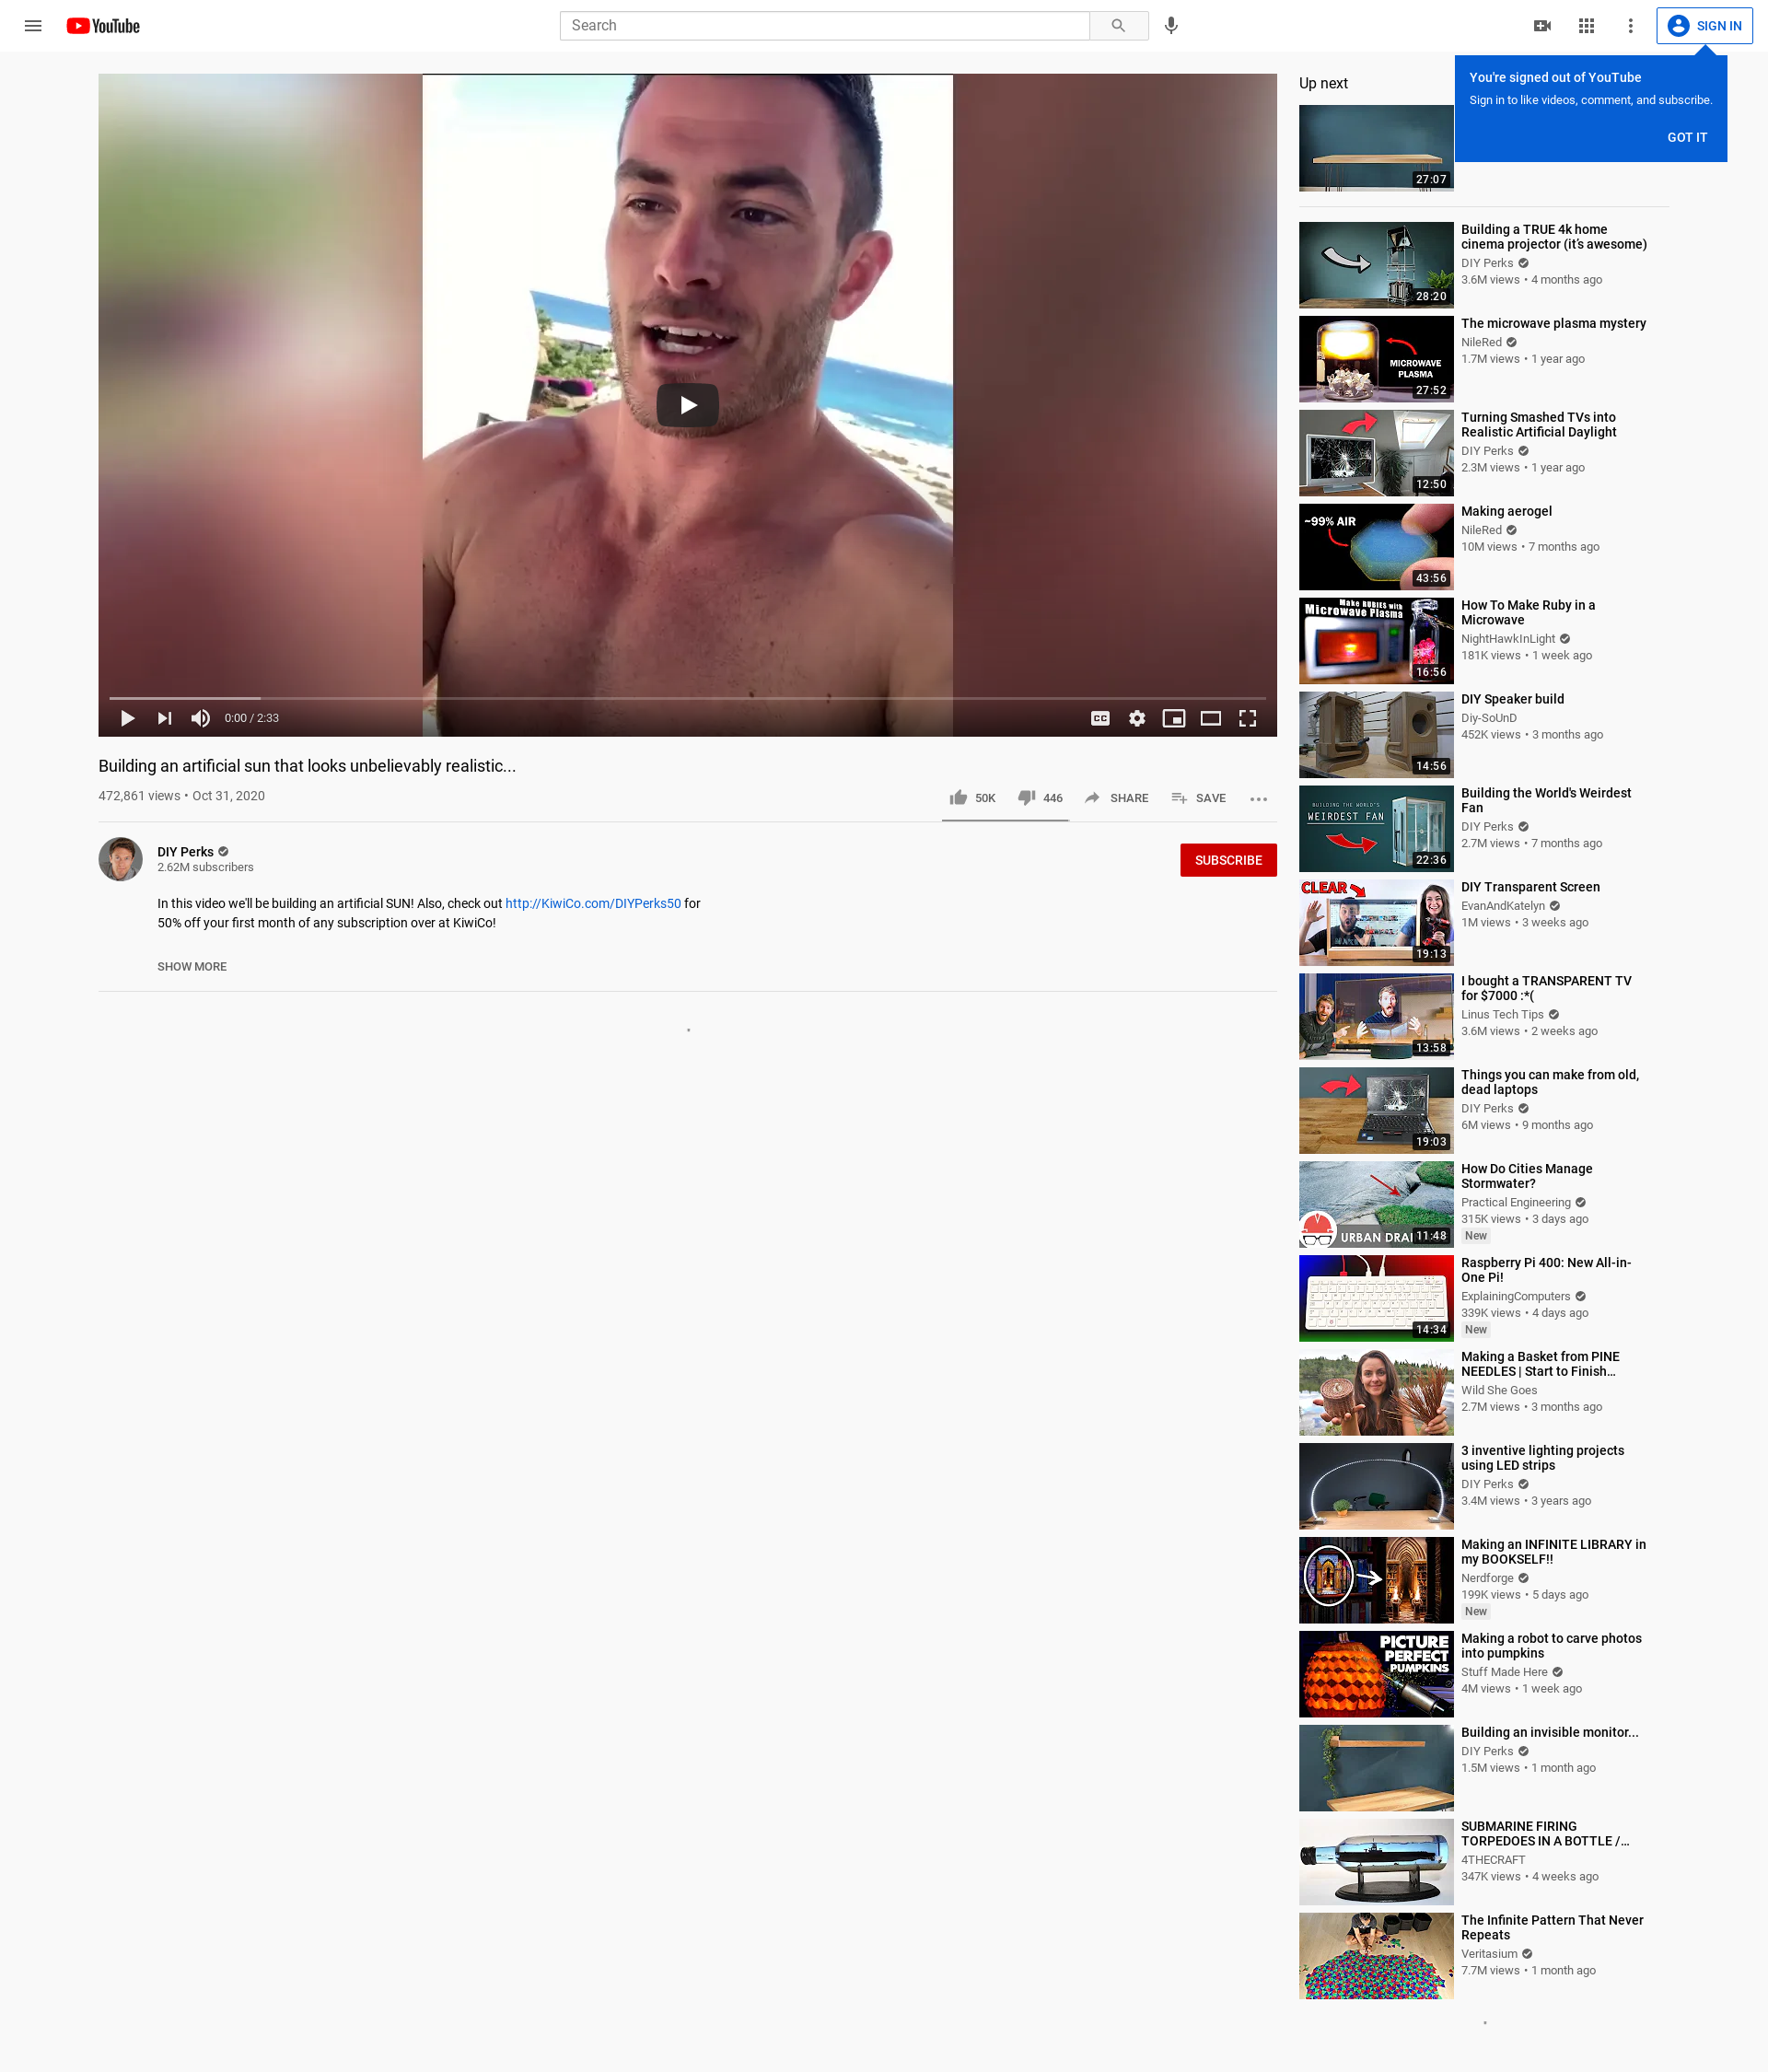 YouTube
Search
SIGN IN
You're signed out of YouTube
Sign in to like videos, comment, and subscribe.
GOT IT
0:00 / 2:33
CC
Building an artificial sun that looks unbelievably realistic...
472,861 views • Oct 31, 2020
50K
446
SHARE
SAVE
DIY Perks
2.62M subscribers
SUBSCRIBE
In this video we'll be building an artificial SUN! Also, check out http://KiwiCo.com/DIYPerks50 for
50% off your first month of any subscription over at KiwiCo!
SHOW MORE
Up next
27:07
28:20
Building a TRUE 4k home
cinema projector (it's awesome)
DIY Perks
3.6M views • 4 months ago
MICROWAVE
PLASMA
27:52
The microwave plasma mystery
NileRed
1.7M views • 1 year ago
12:50
Turning Smashed TVs into
Realistic Artificial Daylight
DIY Perks
2.3M views • 1 year ago
~99% AIR
43:56
Making aerogel
NileRed
10M views • 7 months ago
Make RUBIES with
Microwave Plasma
16:56
How To Make Ruby in a
Microwave
NightHawkInLight
181K views • 1 week ago
14:56
DIY Speaker build
Diy-SoUnD
452K views • 3 months ago
BUILDING THE WORLD'S
WEIRDEST FAN
22:36
Building the World's Weirdest
Fan
DIY Perks
2.7M views • 7 months ago
CLEAR
19:13
DIY Transparent Screen
EvanAndKatelyn
1M views • 3 weeks ago
13:58
I bought a TRANSPARENT TV
for $7000 :*(
Linus Tech Tips
3.6M views • 2 weeks ago
19:03
Things you can make from old,
dead laptops
DIY Perks
6M views • 9 months ago
URBAN DRAI
11:48
How Do Cities Manage
Stormwater?
Practical Engineering
315K views • 3 days ago
New
14:34
Raspberry Pi 400: New All-in-
One Pi!
ExplainingComputers
339K views • 4 days ago
New
Making a Basket from PINE
NEEDLES | Start to Finish...
Wild She Goes
2.7M views • 3 months ago
3 inventive lighting projects
using LED strips
DIY Perks
3.4M views • 3 years ago
Making an INFINITE LIBRARY in
my BOOKSELF!!
Nerdforge
199K views • 5 days ago
New
PICTURE
PERFECT
PUMPKINS
Making a robot to carve photos
into pumpkins
Stuff Made Here
4M views • 1 week ago
Building an invisible monitor...
DIY Perks
1.5M views • 1 month ago
SUBMARINE FIRING
TORPEDOES IN A BOTTLE /...
4THECRAFT
347K views • 4 weeks ago
The Infinite Pattern That Never
Repeats
Veritasium
7.7M views • 1 month ago